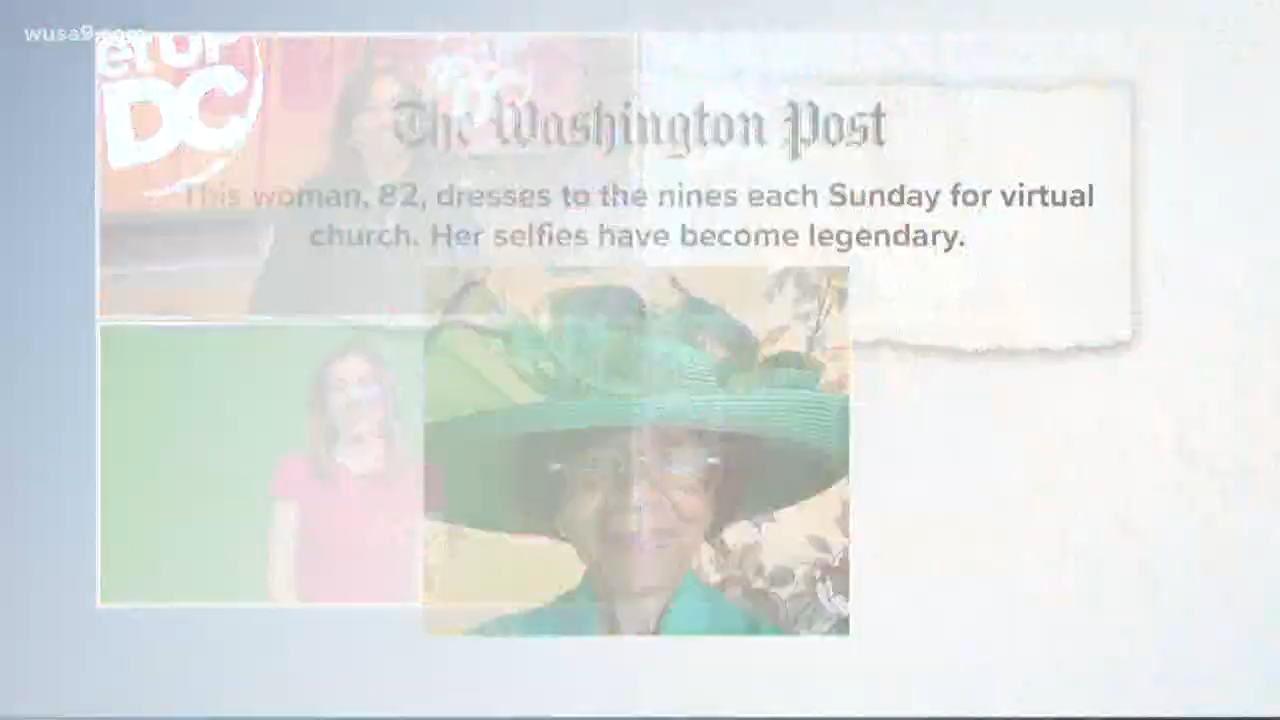 wusa9.com
DC
The Washington Post
This woman, 82, dresses to the nines each Sunday for virtual
church. Her selfies have become legendary.